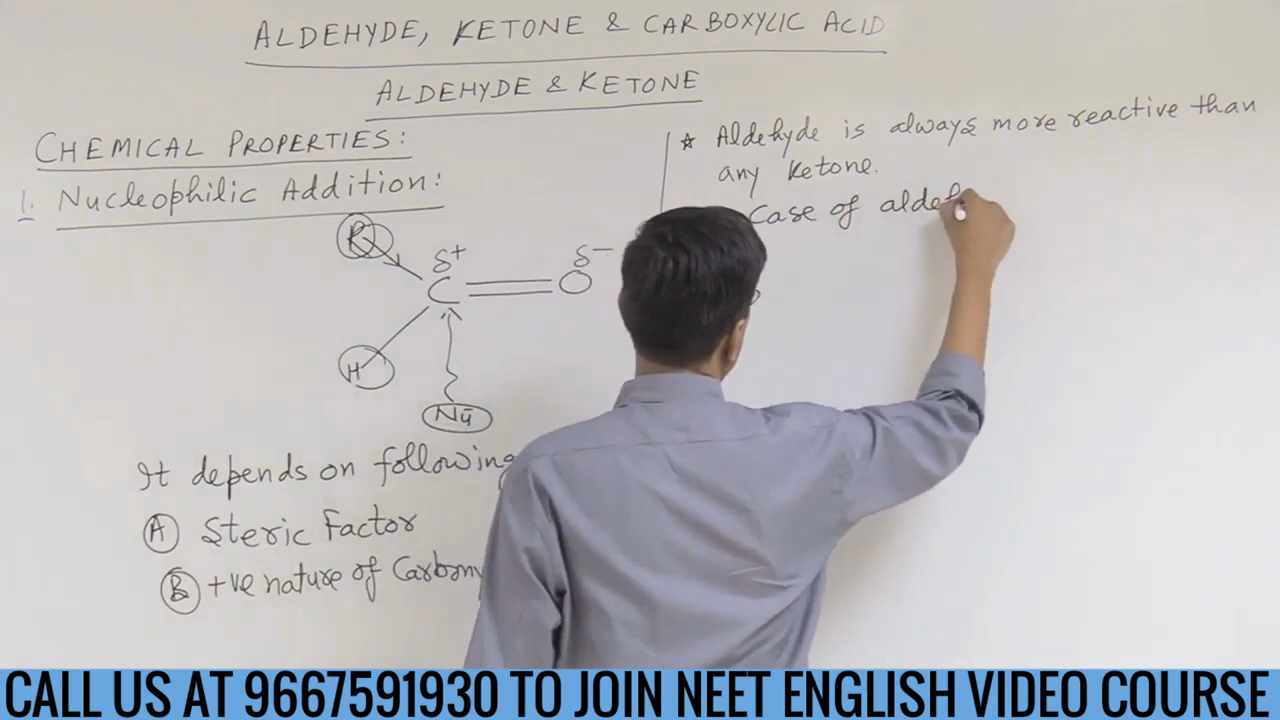 ALDEHYDE, KETONE & CARBOXYLIC ACID
ALDEHYDE & KETONE
CHEMICAL PROPERTIES:
1. Nucleophilic Addition:
R
δ+ δ−
C O
H
Nu̅
It depends on following
(A) Steric Factor
(B) +ve nature of Carbony
* Aldehyde is always more reactive than
any Ketone.
Case of alde
CALL US AT 9667591930 TO JOIN NEET ENGLISH VIDEO COURSE